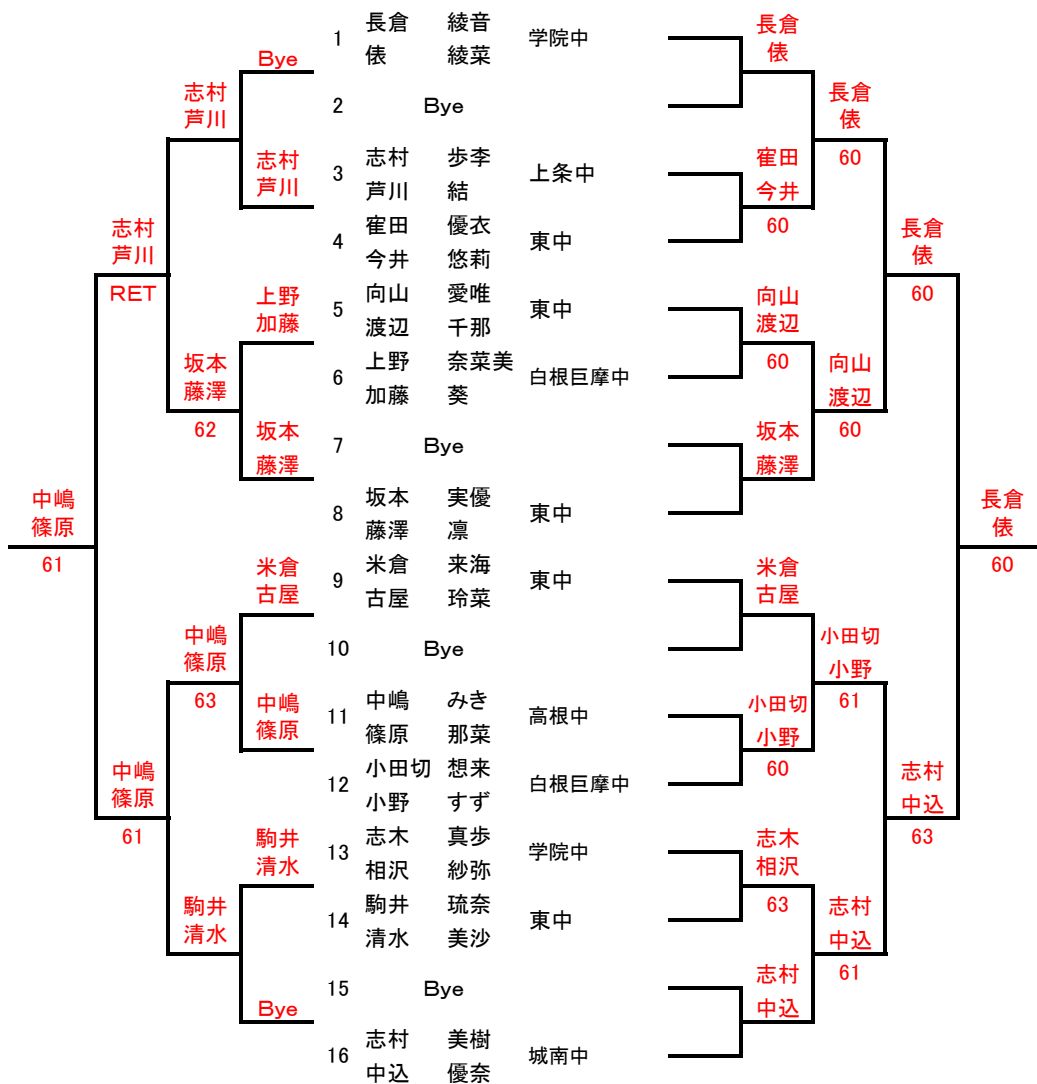 1 長倉 綾音 学院中
俵 綾菜
2 Bye
3 志村 歩李 上条中
芦川 結
4 寉田 優衣 東中
今井 悠莉
5 向山 愛唯 東中
渡辺 千那
6 上野 奈菜美 白根巨摩中
加藤 葵
7 Bye
8 坂本 実優 東中
藤澤 凛
9 米倉 来海 東中
古屋 玲菜
10 Bye
11 中嶋 みき 高根中
篠原 那菜
12 小田切 想来 白根巨摩中
小野 すず
13 志木 真歩 学院中
相沢 紗弥
14 駒井 琉奈 東中
清水 美沙
15 Bye
16 志村 美樹 城南中
中込 優奈
Bye
志村
芦川
上野
加藤
坂本
藤澤
米倉
古屋
中嶋
篠原
駒井
清水
Bye
志村
芦川
坂本
藤澤
62
中嶋
篠原
63
駒井
清水
志村
芦川
RET
中嶋
篠原
61
中嶋
篠原
61
長倉
俵
寉田
今井
60
向山
渡辺
60
坂本
藤澤
米倉
古屋
小田切
小野
60
志木
相沢
63
志村
中込
長倉
俵
60
向山
渡辺
60
小田切
小野
61
志村
中込
61
長倉
俵
60
志村
中込
63
長倉
俵
60